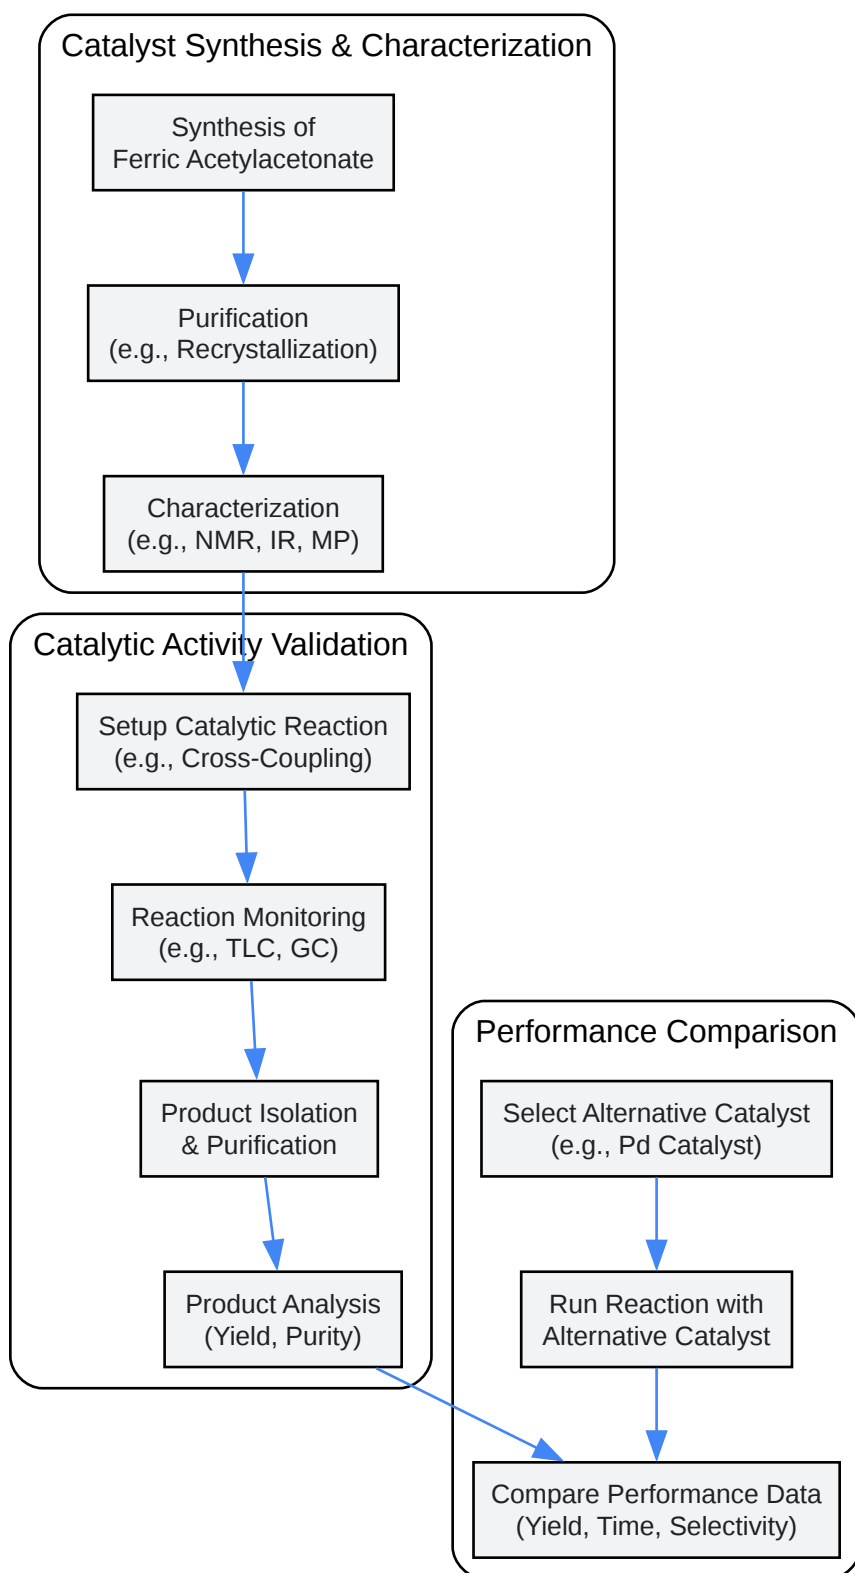 Catalyst Synthesis & Characterization
Synthesis of
Ferric Acetylacetonate
Purification
(e.g., Recrystallization)
Characterization
(e.g., NMR, IR, MP)
Catalytic Activity Validation
Setup Catalytic Reaction
(e.g., Cross-Coupling)
Reaction Monitoring
(e.g., TLC, GC)
Product Isolation
& Purification
Product Analysis
(Yield, Purity)
Performance Comparison
Select Alternative Catalyst
(e.g., Pd Catalyst)
Run Reaction with
Alternative Catalyst
Compare Performance Data
(Yield, Time, Selectivity)